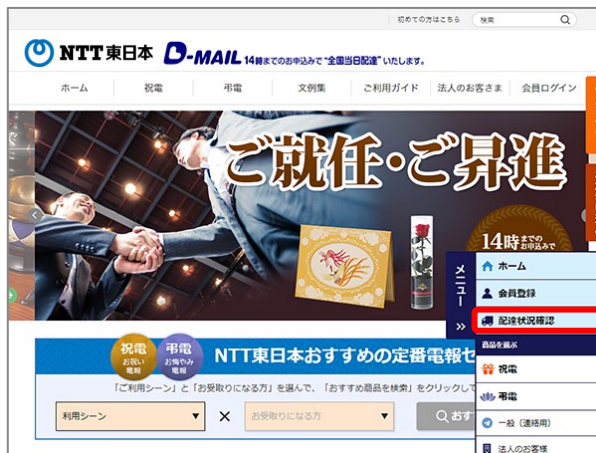 初めての方はこちら 検索
NTT東日本 D-MAIL 14時までのお申込みで"全国当日配達"いたします。
ホーム 祝電 弔電 文例集 ご利用ガイド 法人のお客さま 会員ログイン
ご就任・ご昇進
14時までの
お申込みで
メニュー
ホーム
会員登録
配達状況確認
商品を選ぶ
祝電
弔電
一般（連絡用）
法人のお客様
祝電 お祝い 電報
弔電 お悔やみ 電報
NTT東日本おすすめの定番電報セ
「ご利用シーン」と「お受取りになる方」を選んで、「おすすめ商品を検索」をクリックして
利用シーン × お受取りになる方 おす